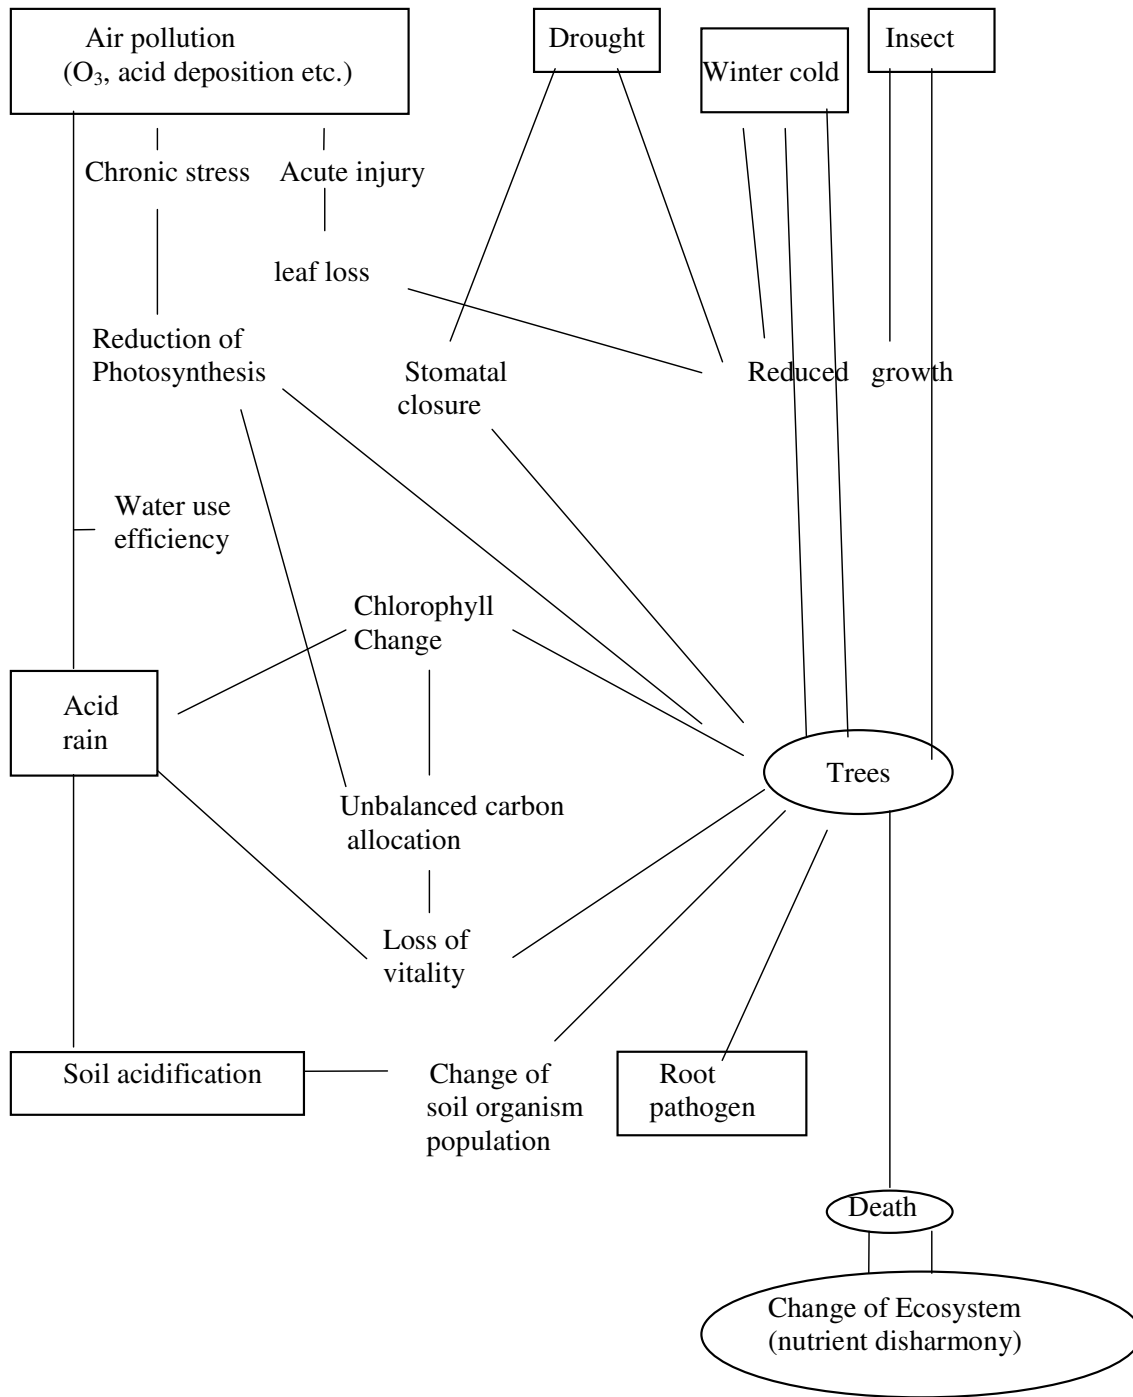 Air pollution
(O₃, acid deposition etc.)
Drought
Winter cold
Insect
Chronic stress
Acute injury
leaf loss
Reduction of
Photosynthesis
Stomatal
closure
Reduced growth
Water use
efficiency
Chlorophyll
Change
Acid
rain
Trees
Unbalanced carbon
allocation
Loss of
vitality
Soil acidification
Change of
soil organism
population
Root
pathogen
Death
Change of Ecosystem
(nutrient disharmony)